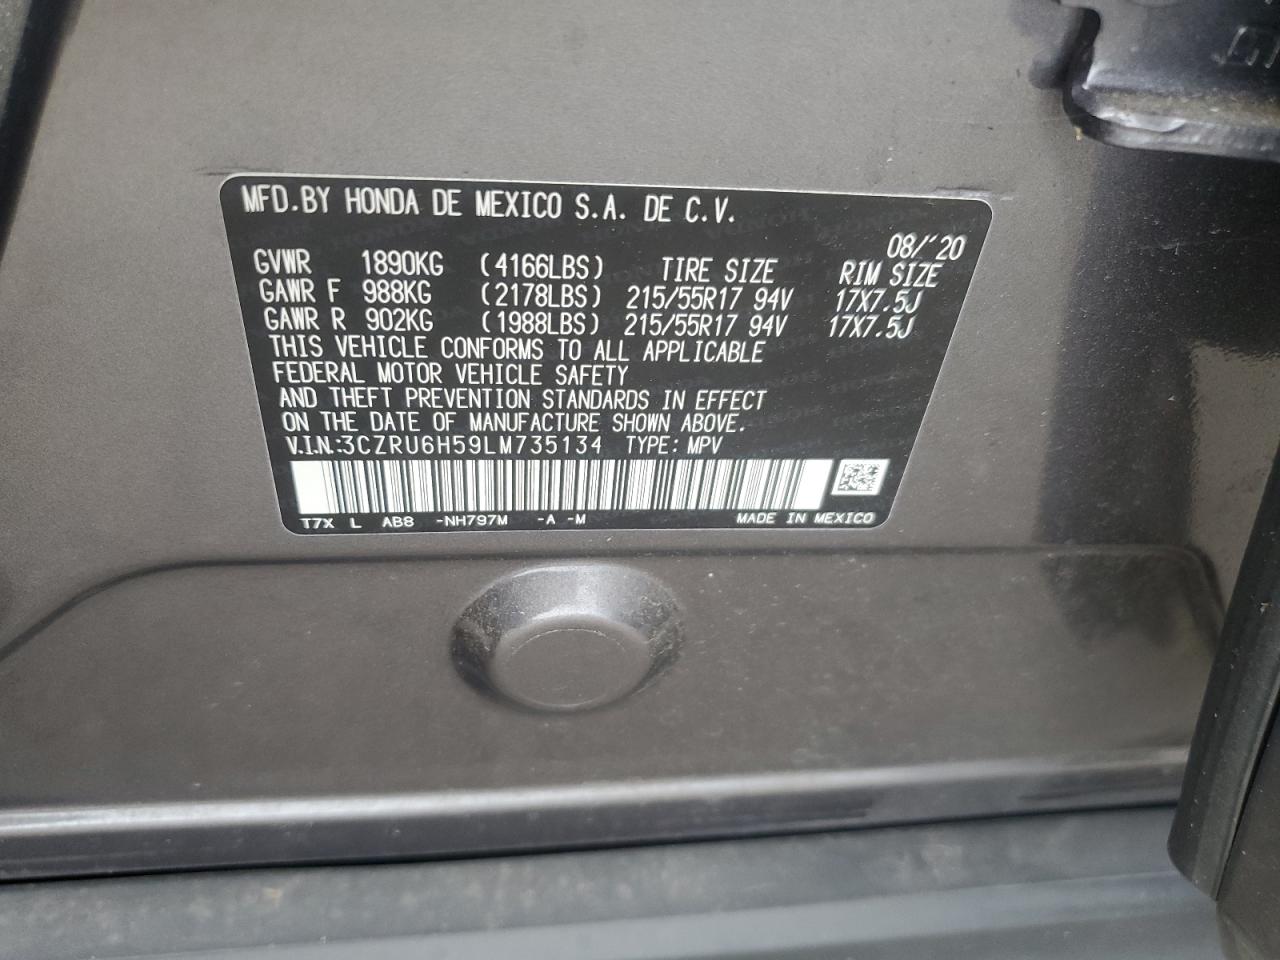 MFD.BY HONDA DE MEXICO S.A. DE C.V.
08/'20
GVWR 1890KG (4166LBS) TIRE SIZE RIM SIZE
GAWR F 988KG (2178LBS) 215/55R17 94V 17X7.5J
GAWR R 902KG (1988LBS) 215/55R17 94V 17X7.5J
THIS VEHICLE CONFORMS TO ALL APPLICABLE
FEDERAL MOTOR VEHICLE SAFETY
AND THEFT PREVENTION STANDARDS IN EFFECT
ON THE DATE OF MANUFACTURE SHOWN ABOVE.
V.I.N.:3CZRU6H59LM735134 TYPE: MPV
T7X L AB8 -NH797M -A -M MADE IN MEXICO